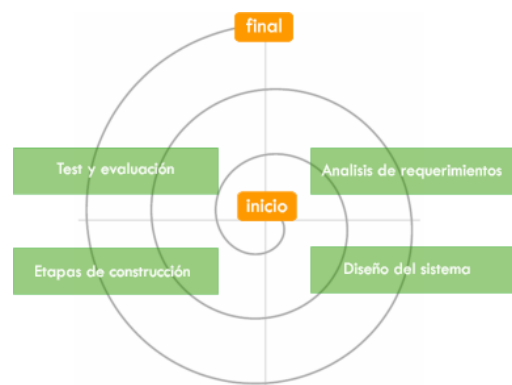 final
Test y evaluación
Analisis de requerimientos
inicio
Etapas de construcción
Diseño del sistema